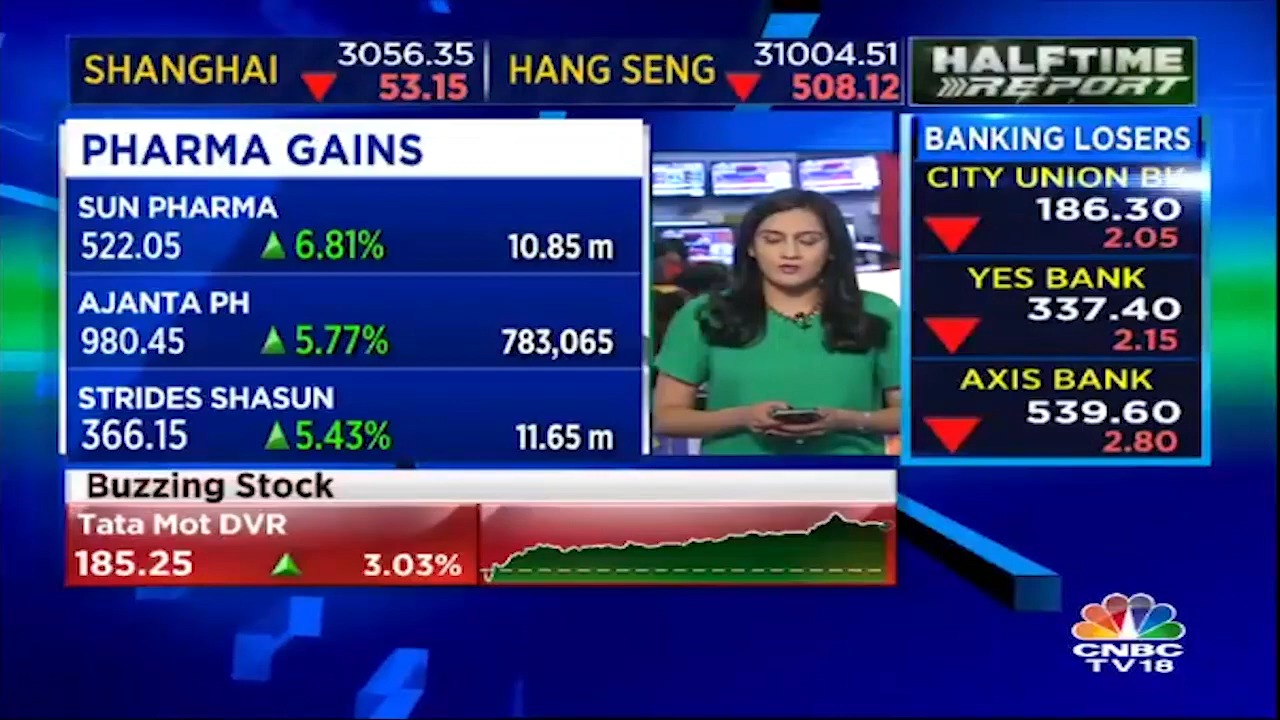 SHANGHAI 3056.35
53.15
HANG SENG 31004.51
508.12
HALFTIME
REPORT
PHARMA GAINS
SUN PHARMA
522.05 6.81% 10.85 m
AJANTA PH
980.45 5.77% 783,065
STRIDES SHASUN
366.15 5.43% 11.65 m
BANKING LOSERS
CITY UNION BK
186.30
2.05
YES BANK
337.40
2.15
AXIS BANK
539.60
2.80
Buzzing Stock
Tata Mot DVR
185.25 3.03%
CNBC
TV18